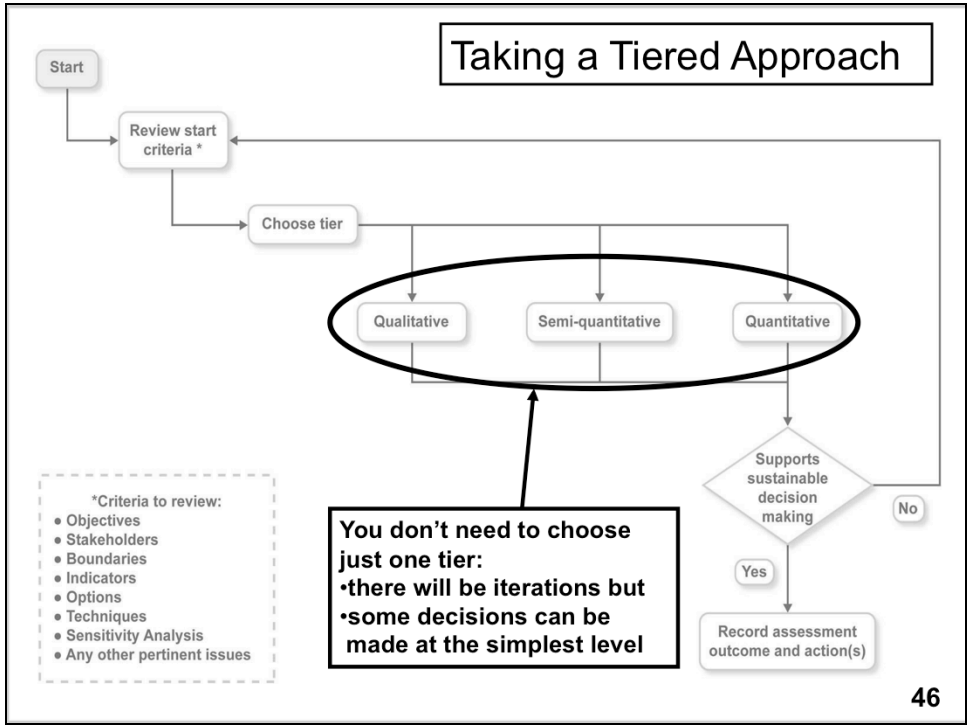 Taking a Tiered Approach
Start
Review start
criteria *
Choose tier
Qualitative
Semi-quantitative
Quantitative
Supports
sustainable
decision
making
No
Yes
Record assessment
outcome and action(s)
*Criteria to review:
● Objectives
● Stakeholders
● Boundaries
● Indicators
● Options
● Techniques
● Sensitivity Analysis
● Any other pertinent issues
You don’t need to choose
just one tier:
•there will be iterations but
•some decisions can be
made at the simplest level
46